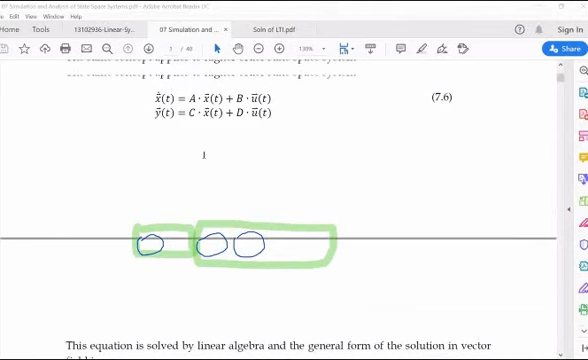 07 Simulation and Analysis of State Space Systems.pdf - Adobe Acrobat Reader
File Edit View Sign Window Help
Home Tools 13102936-Linear-Sy... 07 Simulation and ... × Soln of LTI.pdf Sign In
1 / 40 130% Share
ẋ⃗(t) = A · x⃗(t) + B · u⃗(t) (7.6)
y⃗(t) = C · x⃗(t) + D · u⃗(t)
This equation is solved by linear algebra and the general form of the solution in vector